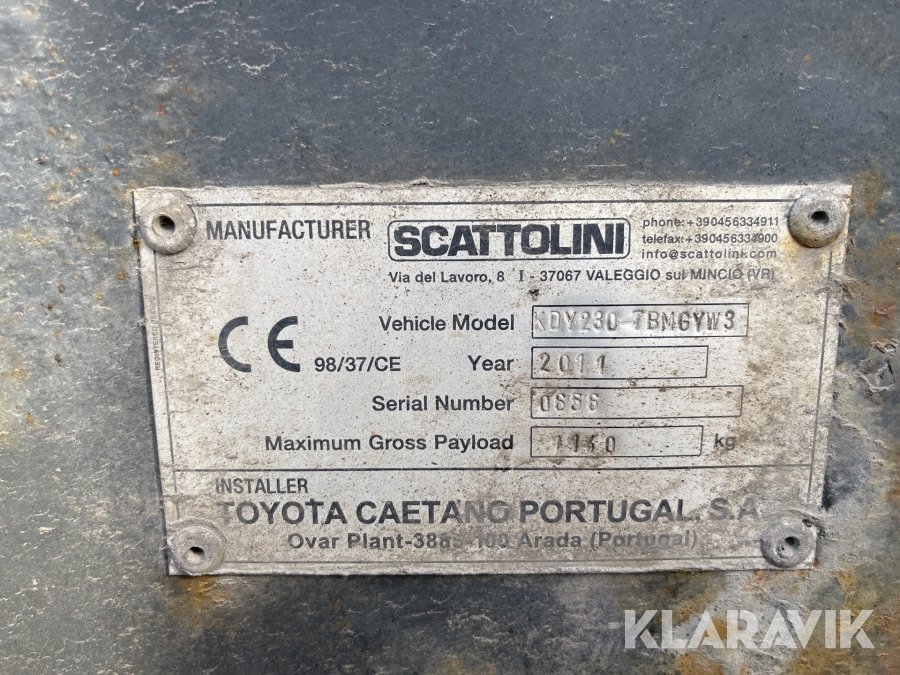 MANUFACTURER SCATTOLINI
phone:+390456334911
telefax:+390456334900
info@scattolini.com
Via del Lavoro, 8 I - 37067 VALEGGIO sul MINCIO (VR)
Vehicle Model KDY230-TBMGYW3
CE 98/37/CE Year 2011
Serial Number 0656
Maximum Gross Payload 1140 kg
INSTALLER
TOYOTA CAETANO PORTUGAL, S.A.
Ovar Plant-3885-100 Arada (Portugal)
KLARAVIK